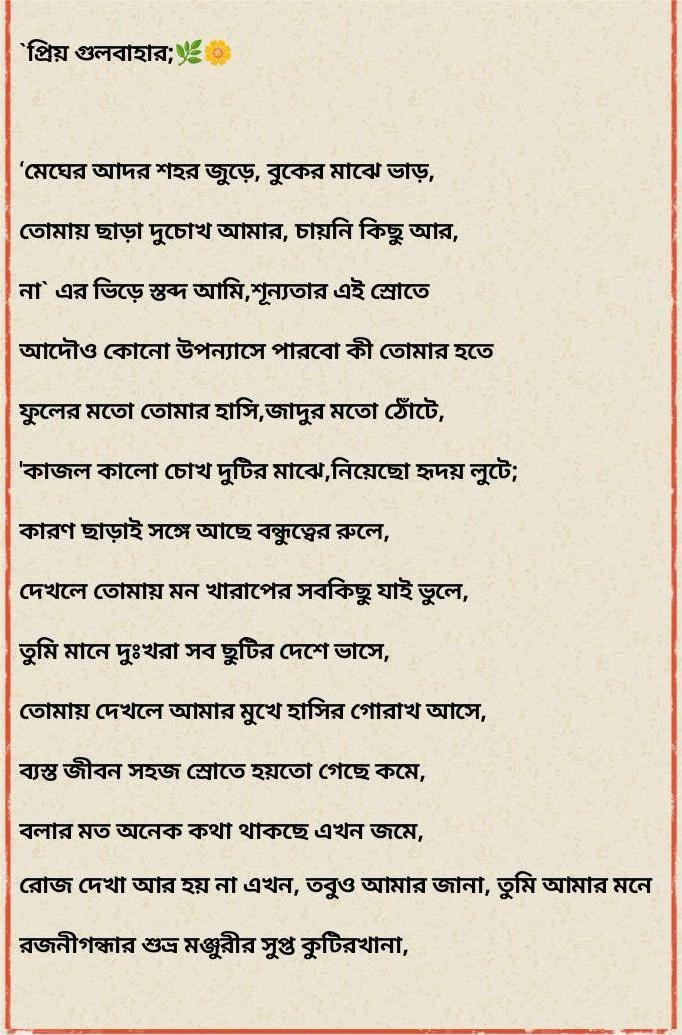 `প্রিয় গুলবাহার;🌿🌼
‘মেঘের আদর শহর জুড়ে, বুকের মাঝে ভাড়,
তোমায় ছাড়া দুচোখ আমার, চায়নি কিছু আর,
না` এর ভিড়ে স্তব্দ আমি,শূন্যতার এই স্রোতে
আদৌও কোনো উপন্যাসে পারবো কী তোমার হতে
ফুলের মতো তোমার হাসি,জাদুর মতো ঠোঁটে,
'কাজল কালো চোখ দুটির মাঝে,নিয়েছো হৃদয় লুটে;
কারণ ছাড়াই সঙ্গে আছে বন্ধুত্বের রুলে,
দেখলে তোমায় মন খারাপের সবকিছু যাই ভুলে,
তুমি মানে দুঃখরা সব ছুটির দেশে ভাসে,
তোমায় দেখলে আমার মুখে হাসির গোরাখ আসে,
ব্যস্ত জীবন সহজ স্রোতে হয়তো গেছে কমে,
বলার মত অনেক কথা থাকছে এখন জমে,
রোজ দেখা আর হয় না এখন, তবুও আমার জানা, তুমি আমার মনে
রজনীগন্ধার শুভ্র মঞ্জুরীর সুপ্ত কুটিরখানা,